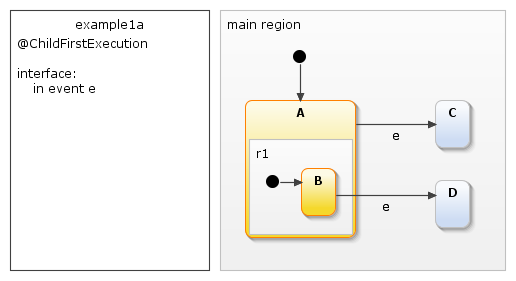 example1a
@ChildFirstExecution
interface:
in event e
main region
A
C
e
r1
B
D
e